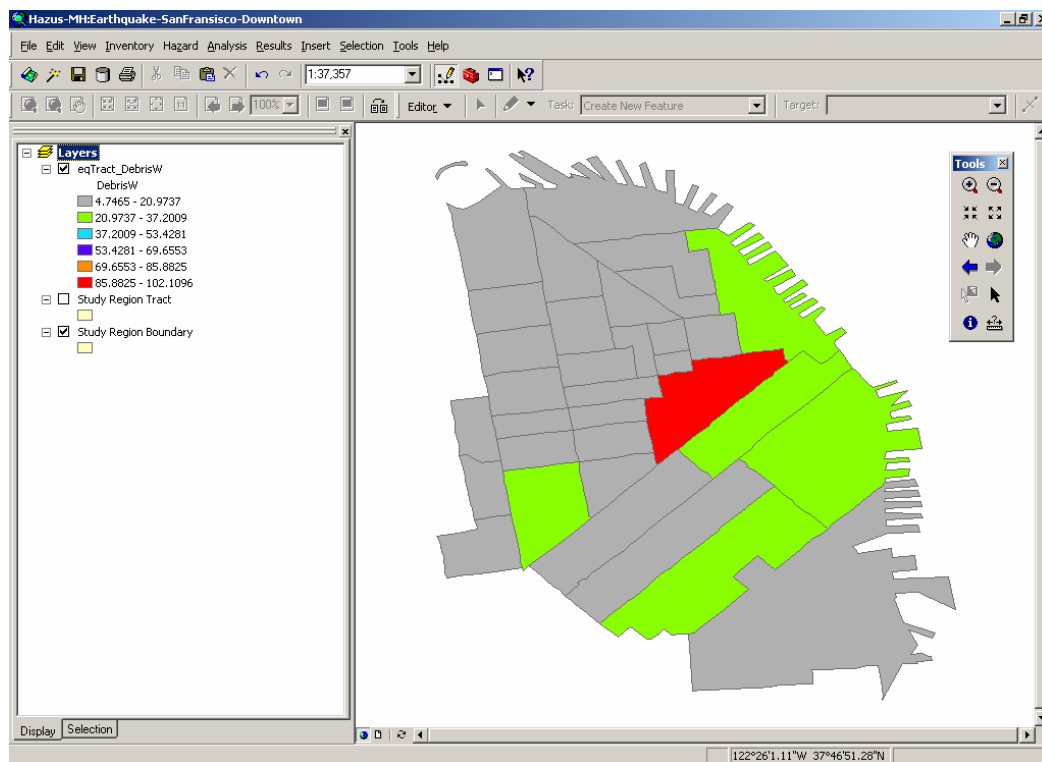 Hazus-MH:Earthquake-SanFransisco-Downtown
File Edit View Inventory Hazard Analysis Results Insert Selection Tools Help
1:37,357
100% Editor Task: Create New Feature Target:
Layers
eqTract_DebrisW
DebrisW
4.7465 - 20.9737
20.9737 - 37.2009
37.2009 - 53.4281
53.4281 - 69.6553
69.6553 - 85.8825
85.8825 - 102.1096
Study Region Tract
Study Region Boundary
Tools
Display Selection
122°26'1.11"W 37°46'51.28"N